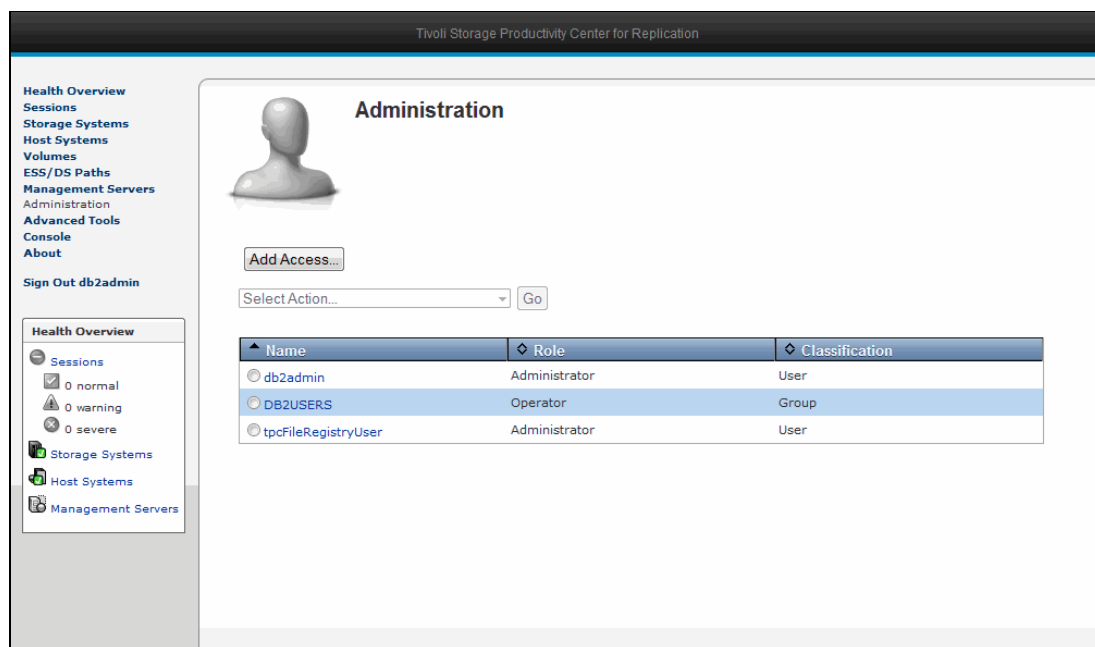 Tivoli Storage Productivity Center for Replication
Health Overview
Sessions
Storage Systems
Host Systems
Volumes
ESS/DS Paths
Management Servers
Administration
Advanced Tools
Console
About
Sign Out db2admin
Health Overview
Sessions
0 normal
0 warning
0 severe
Storage Systems
Host Systems
Management Servers
Administration
Add Access...
Select Action... Go
Name Role Classification
db2admin Administrator User
DB2USERS Operator Group
tpcFileRegistryUser Administrator User